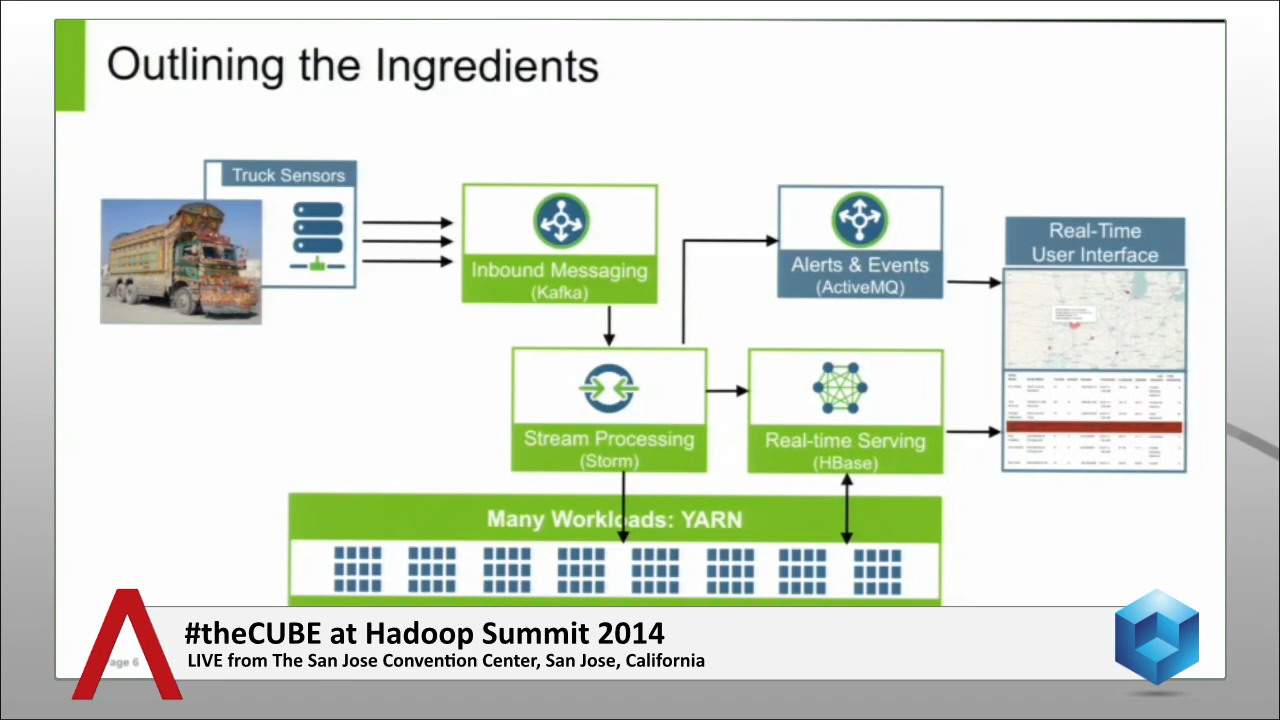 Outlining the Ingredients
Truck Sensors
Inbound Messaging
(Kafka)
Alerts & Events
(ActiveMQ)
Real-Time
User Interface
Stream Processing
(Storm)
Real-time Serving
(HBase)
Many Workloads: YARN
#theCUBE at Hadoop Summit 2014
LIVE from The San Jose Convention Center, San Jose, California
age 6